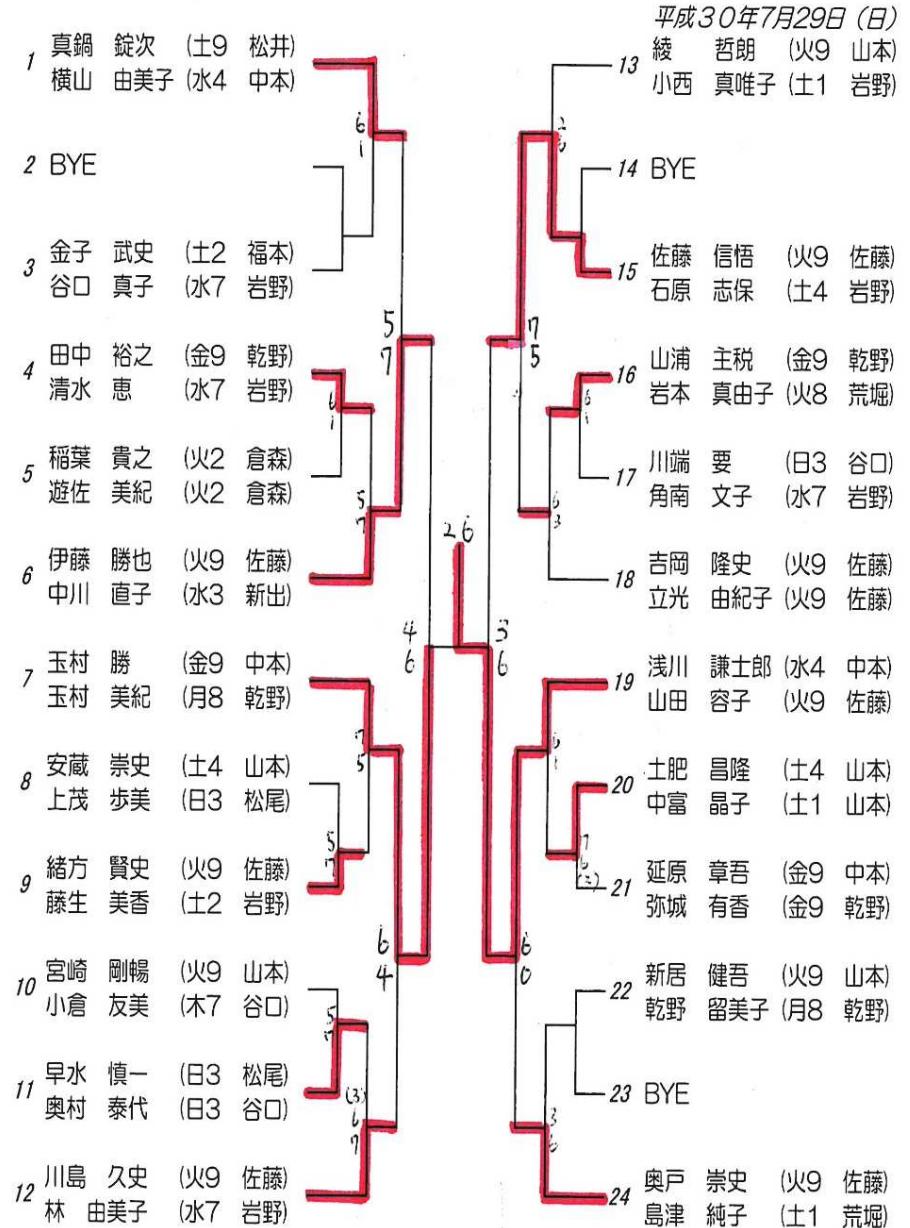 平成30年7月29日（日）
1 真鍋 錠次 (土9 松井)
横山 由美子 (水4 中本)
2 BYE
3 金子 武史 (土2 福本)
谷口 真子 (水7 岩野)
4 田中 裕之 (金9 乾野)
清水 恵 (水7 岩野)
5 稲葉 貴之 (火2 倉森)
遊佐 美紀 (火2 倉森)
6 伊藤 勝也 (火9 佐藤)
中川 直子 (水3 新出)
7 玉村 勝 (金9 中本)
玉村 美紀 (月8 乾野)
8 安蔵 崇史 (土4 山本)
上茂 歩美 (日3 松尾)
9 緒方 賢史 (火9 佐藤)
藤生 美香 (土2 岩野)
10 宮崎 剛暢 (火9 山本)
小倉 友美 (木7 谷口)
11 早水 慎一 (日3 松尾)
奥村 泰代 (日3 谷口)
12 川島 久史 (火9 佐藤)
林 由美子 (水7 岩野)
6
1
6
1
5
7
5
7
7
5
5
7
6
4
5
7
(3)
6
7
4
6
2 6
3
6
13 綾 哲朗 (火9 山本)
小西 真唯子 (土1 岩野)
14 BYE
15 佐藤 信悟 (火9 佐藤)
石原 志保 (土4 岩野)
16 山浦 主税 (金9 乾野)
岩本 真由子 (火8 荒堀)
17 川端 要 (日3 谷口)
角南 文子 (水7 岩野)
18 吉岡 隆史 (火9 佐藤)
立光 由紀子 (火9 佐藤)
19 浅川 謙士郎 (水4 中本)
山田 容子 (火9 佐藤)
20 土肥 昌隆 (土4 山本)
中富 晶子 (土1 山本)
21 延原 章吾 (金9 中本)
弥城 有香 (金9 乾野)
22 新居 健吾 (火9 山本)
乾野 留美子 (月8 乾野)
23 BYE
24 奥戸 崇史 (火9 佐藤)
島津 純子 (土1 荒堀)
2
6
7
5
6
1
6
3
6
1
7
6
6
0
3
6